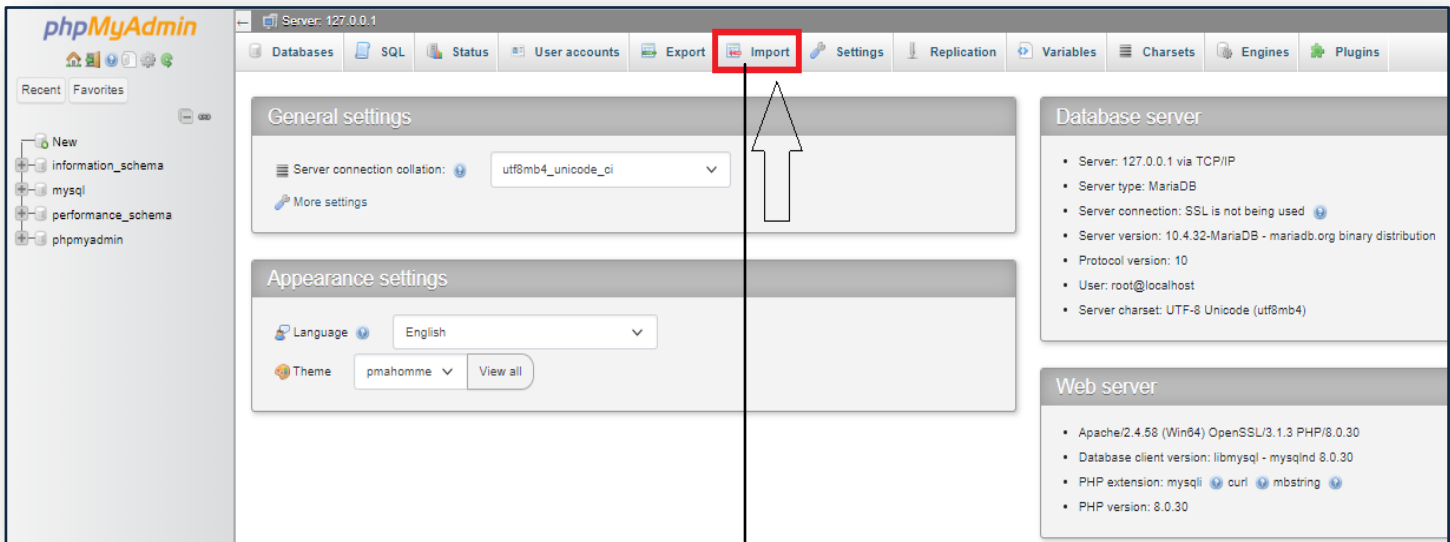 phpMyAdmin
Recent Favorites
New
information_schema
mysql
performance_schema
phpmyadmin
Server: 127.0.0.1
Databases SQL Status User accounts Export Import Settings Replication Variables Charsets Engines Plugins
General settings
Server connection collation: utf8mb4_unicode_ci
More settings
Appearance settings
Language English
Theme pmahomme View all
Database server
• Server: 127.0.0.1 via TCP/IP
• Server type: MariaDB
• Server connection: SSL is not being used
• Server version: 10.4.32-MariaDB - mariadb.org binary distribution
• Protocol version: 10
• User: root@localhost
• Server charset: UTF-8 Unicode (utf8mb4)
Web server
• Apache/2.4.58 (Win64) OpenSSL/3.1.3 PHP/8.0.30
• Database client version: libmysql - mysqlnd 8.0.30
• PHP extension: mysqli curl mbstring
• PHP version: 8.0.30